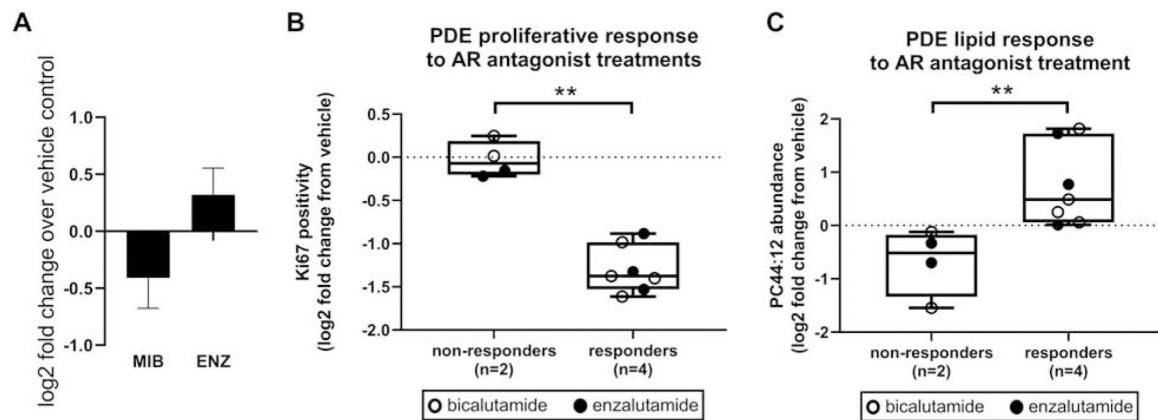 A
log2 fold change over vehicle control
1.0
0.5
0.0
-0.5
-1.0
MIB ENZ
B
PDE proliferative response
to AR antagonist treatments
**
Ki67 positivity
(log2 fold change from vehicle)
0.5
0.0
-0.5
-1.0
-1.5
-2.0
non-responders responders
(n=2) (n=4)
bicalutamide enzalutamide
C
PDE lipid response
to AR antagonist treatment
**
PC44:12 abundance
(log2 fold change from vehicle)
2
1
0
-1
-2
non-responders responders
(n=2) (n=4)
bicalutamide enzalutamide